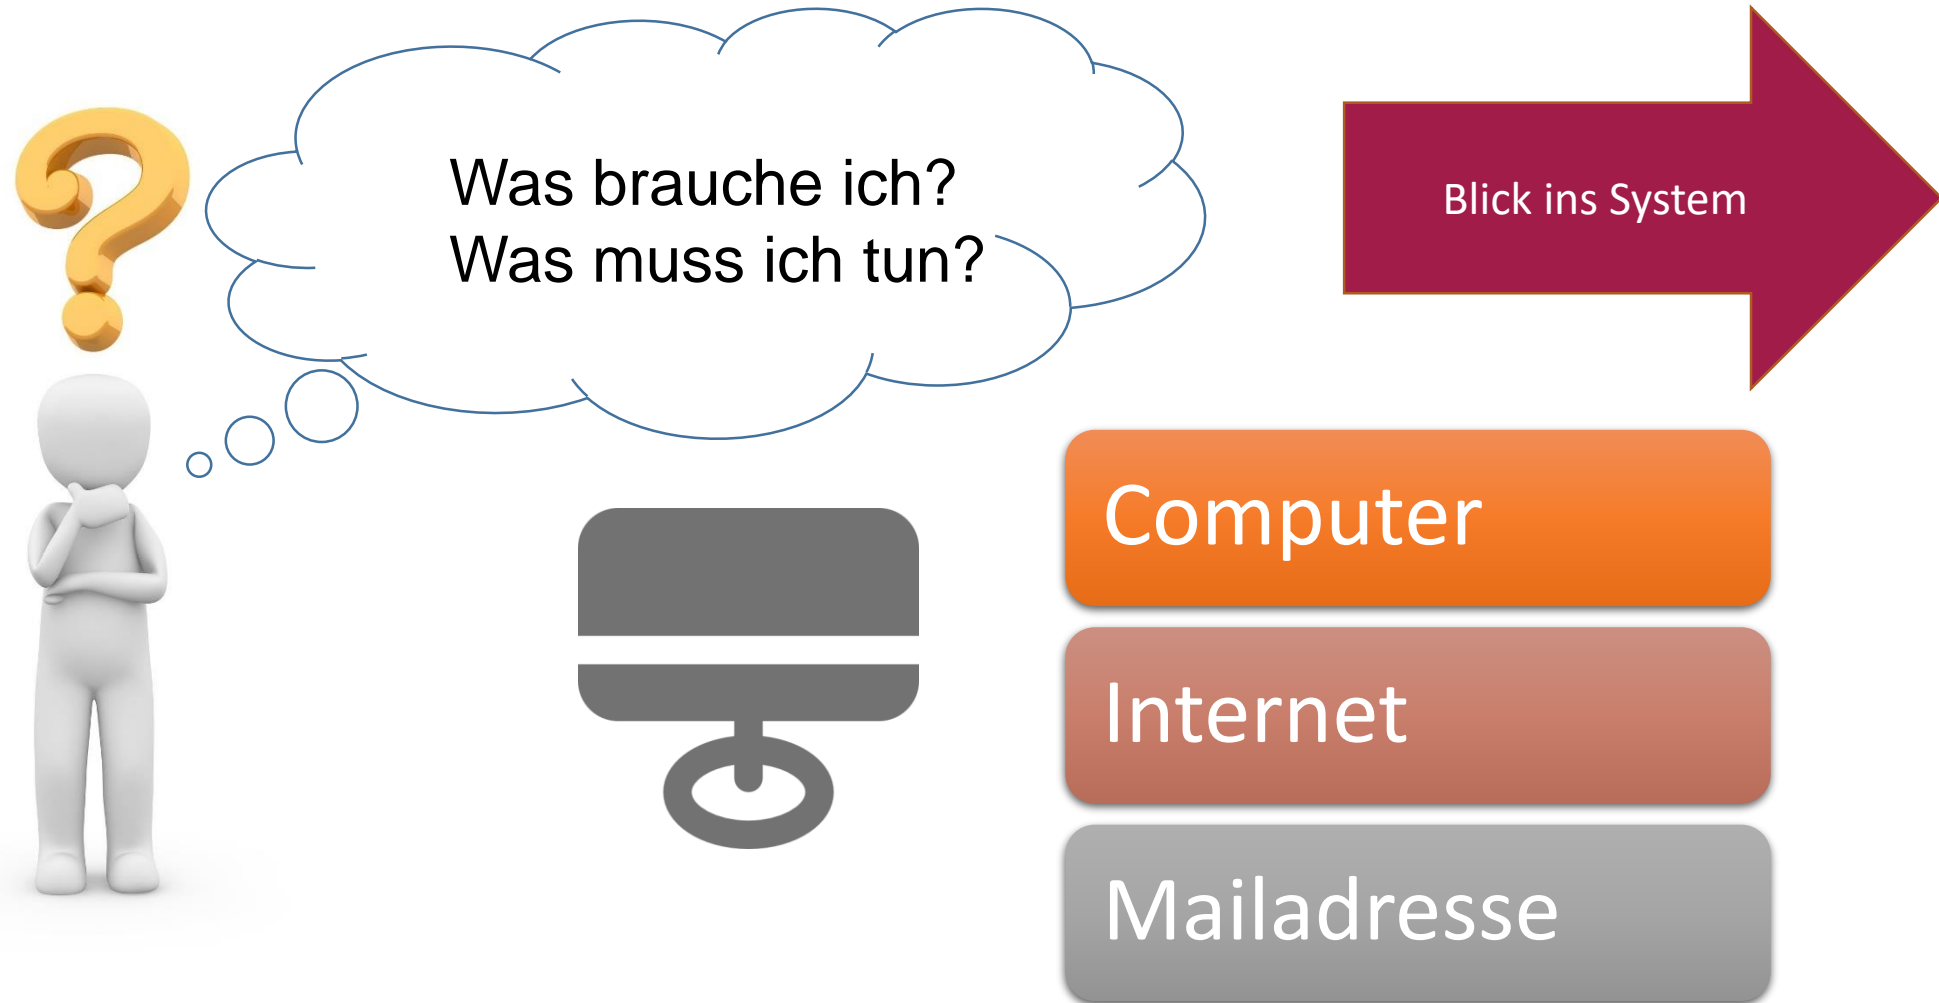 Was brauche ich?
Was muss ich tun?
Blick ins System
Computer
Internet
Mailadresse